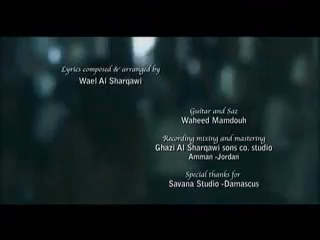 Lyrics composed & arranged by
Wael Al Sharqawi
Guitar and Saz
Waheed Mamdouh
Recording mixing and mastering
Ghazi Al Sharqawi sons co. studio
Amman -Jordan
Special thanks for
Savana Studio -Damascus